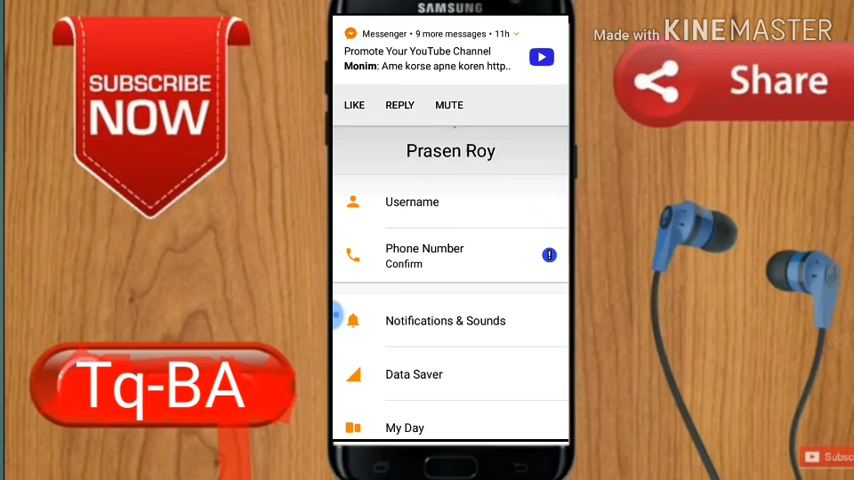 SAMSUNG
Made with KINEMASTER
Messenger • 9 more messages • 11h
Promote Your YouTube Channel
Monim: Ame korse apne koren http..
LIKE REPLY MUTE
SUBSCRIBE
NOW
Share
Prasen Roy
Username
Phone Number
Confirm
Notifications & Sounds
Data Saver
My Day
Tq-BA
Subsc